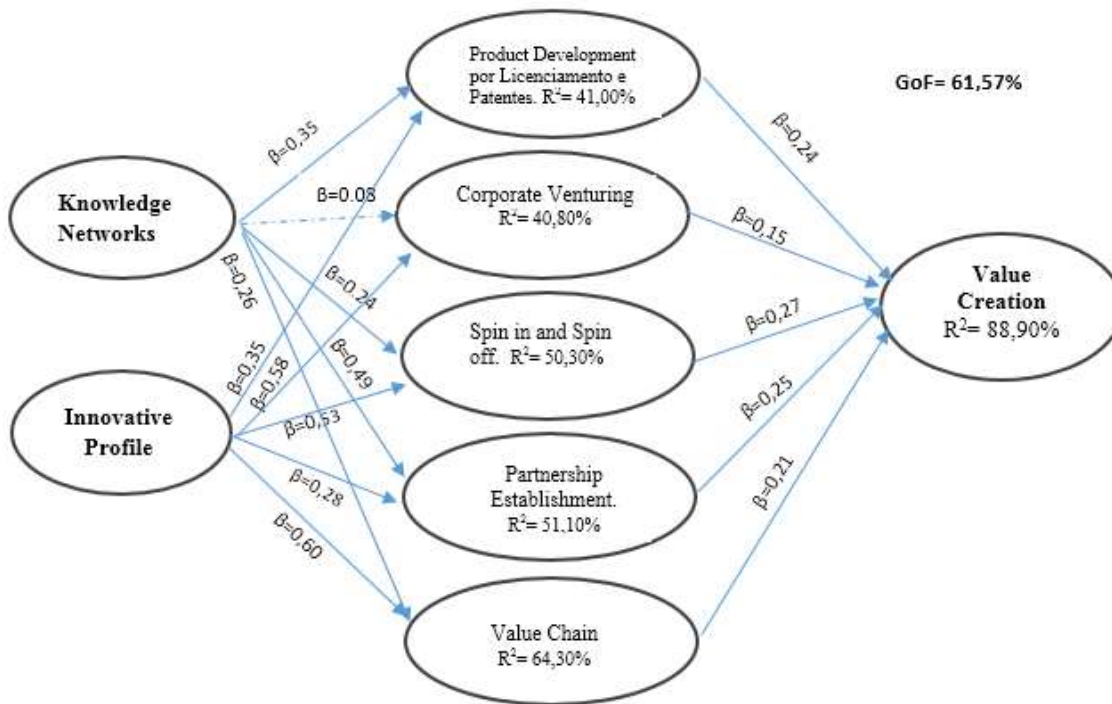 Product Development
por Licenciamento e
Patentes. R²= 41,00%
GoF= 61,57%
β=0,35
β=0,24
Knowledge
Networks
β=0.08
Corporate Venturing
R²= 40,80%
β=0,15
β=0,26
β=0.24
Value
Creation
R²= 88,90%
β=0,27
Spin in and Spin
off. R²= 50,30%
β=0,35
β=0,58
β=0,49
β=0,25
Innovative
Profile
β=0,53
β=0,28
Partnership
Establishment.
R²= 51,10%
β=0,21
β=0,60
Value Chain
R²= 64,30%